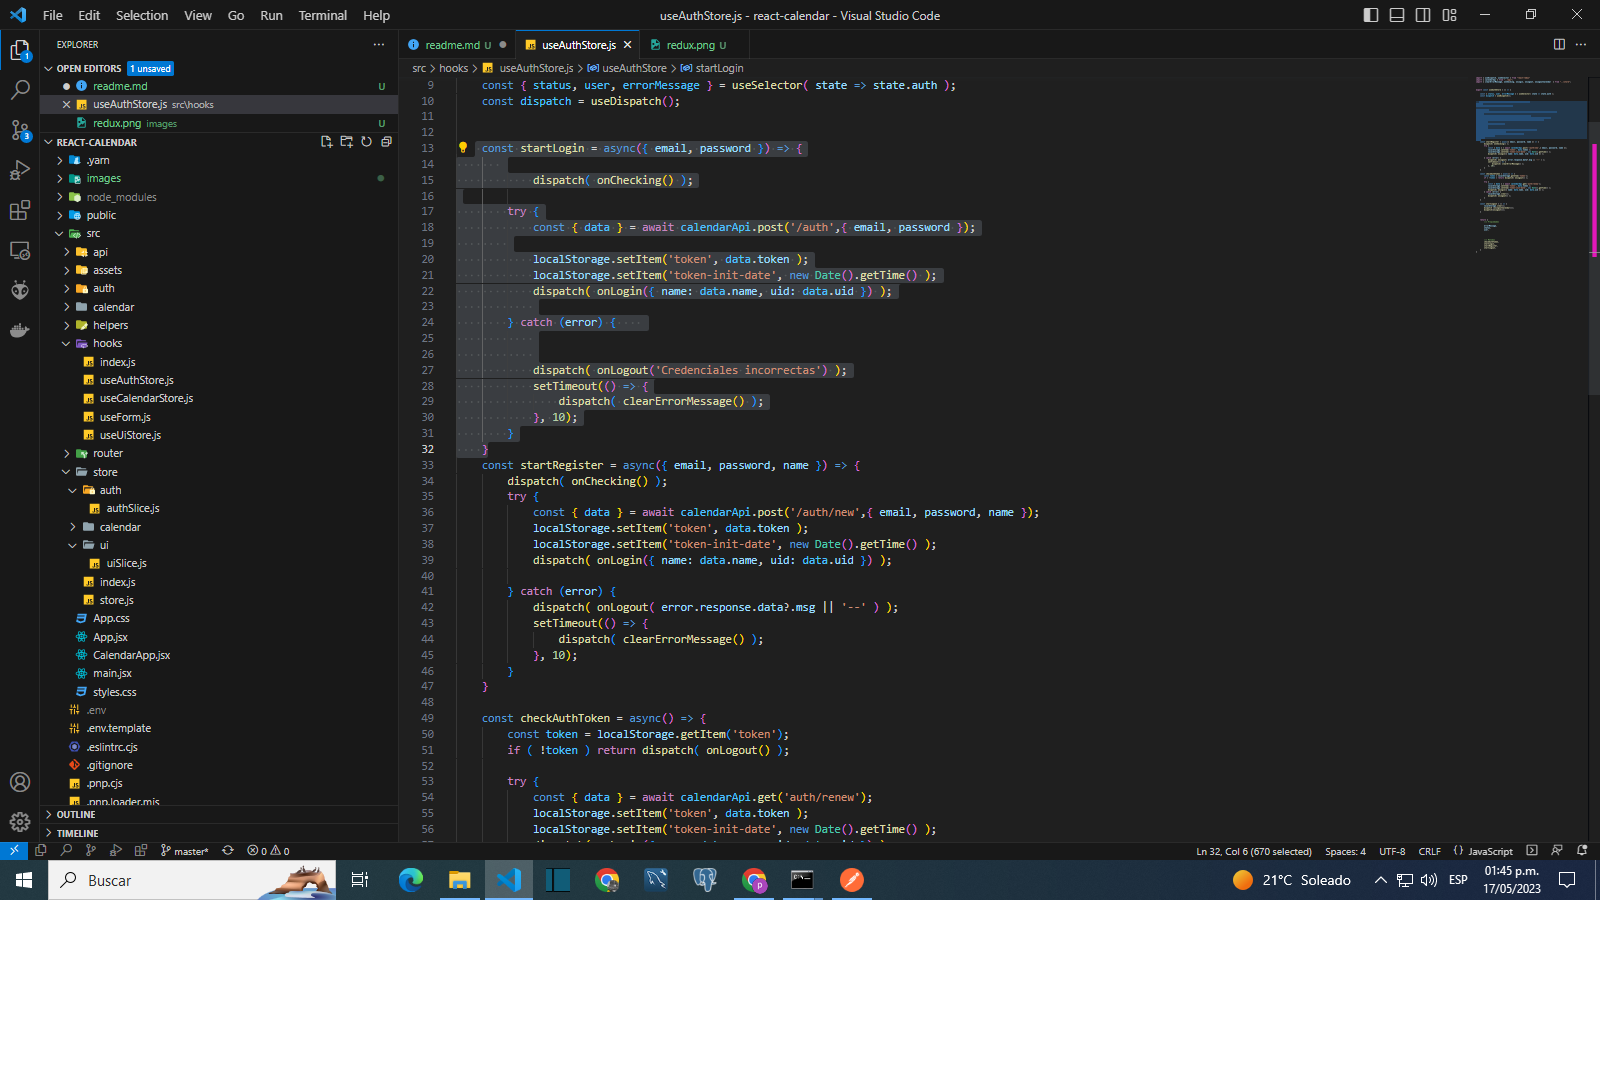 File Edit Selection View Go Run Terminal Help
useAuthStore.js - react-calendar - Visual Studio Code
EXPLORER
OPEN EDITORS 1 unsaved
readme.md U
useAuthStore.js src\hooks
redux.png images U
REACT-CALENDAR
.yarn
images
node_modules
public
src
api
assets
auth
calendar
helpers
hooks
index.js
useAuthStore.js
useCalendarStore.js
useForm.js
useUiStore.js
router
store
auth
authSlice.js
calendar
ui
uiSlice.js
index.js
store.js
App.css
App.jsx
CalendarApp.jsx
main.jsx
styles.css
.env
.env.template
.eslintrc.cjs
.gitignore
.pnp.cjs
.pnp.loader.mjs
OUTLINE
TIMELINE
1
3
readme.md U
useAuthStore.js
redux.png U
src > hooks > useAuthStore.js > useAuthStore > startLogin
9 const { status, user, errorMessage } = useSelector( state => state.auth );
10 const dispatch = useDispatch();
11
12
13 const startLogin = async({ email, password }) => {
14
15 dispatch( onChecking() );
16
17 try {
18 const { data } = await calendarApi.post('/auth',{ email, password });
19
20 localStorage.setItem('token', data.token );
21 localStorage.setItem('token-init-date', new Date().getTime() );
22 dispatch( onLogin({ name: data.name, uid: data.uid }) );
23
24 } catch (error) {
25
26
27 dispatch( onLogout('Credenciales incorrectas') );
28 setTimeout(() => {
29 dispatch( clearErrorMessage() );
30 }, 10);
31 }
32 }
33 const startRegister = async({ email, password, name }) => {
34 dispatch( onChecking() );
35 try {
36 const { data } = await calendarApi.post('/auth/new',{ email, password, name });
37 localStorage.setItem('token', data.token );
38 localStorage.setItem('token-init-date', new Date().getTime() );
39 dispatch( onLogin({ name: data.name, uid: data.uid }) );
40
41 } catch (error) {
42 dispatch( onLogout( error.response.data?.msg || '--' ) );
43 setTimeout(() => {
44 dispatch( clearErrorMessage() );
45 }, 10);
46 }
47 }
48
49 const checkAuthToken = async() => {
50 const token = localStorage.getItem('token');
51 if ( !token ) return dispatch( onLogout() );
52
53 try {
54 const { data } = await calendarApi.get('auth/renew');
55 localStorage.setItem('token', data.token );
56 localStorage.setItem('token-init-date', new Date().getTime() );
master* 0 0
Ln 32, Col 6 (670 selected) Spaces: 4 UTF-8 CRLF {} JavaScript
Buscar
21°C Soleado
ESP
01:45 p.m.
17/05/2023